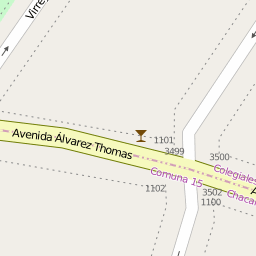 Virre
Avenida Álvarez Thomas
1101
3499
3500
Colegiales
Comuna 15
Chacar
A
1102
3502
1100